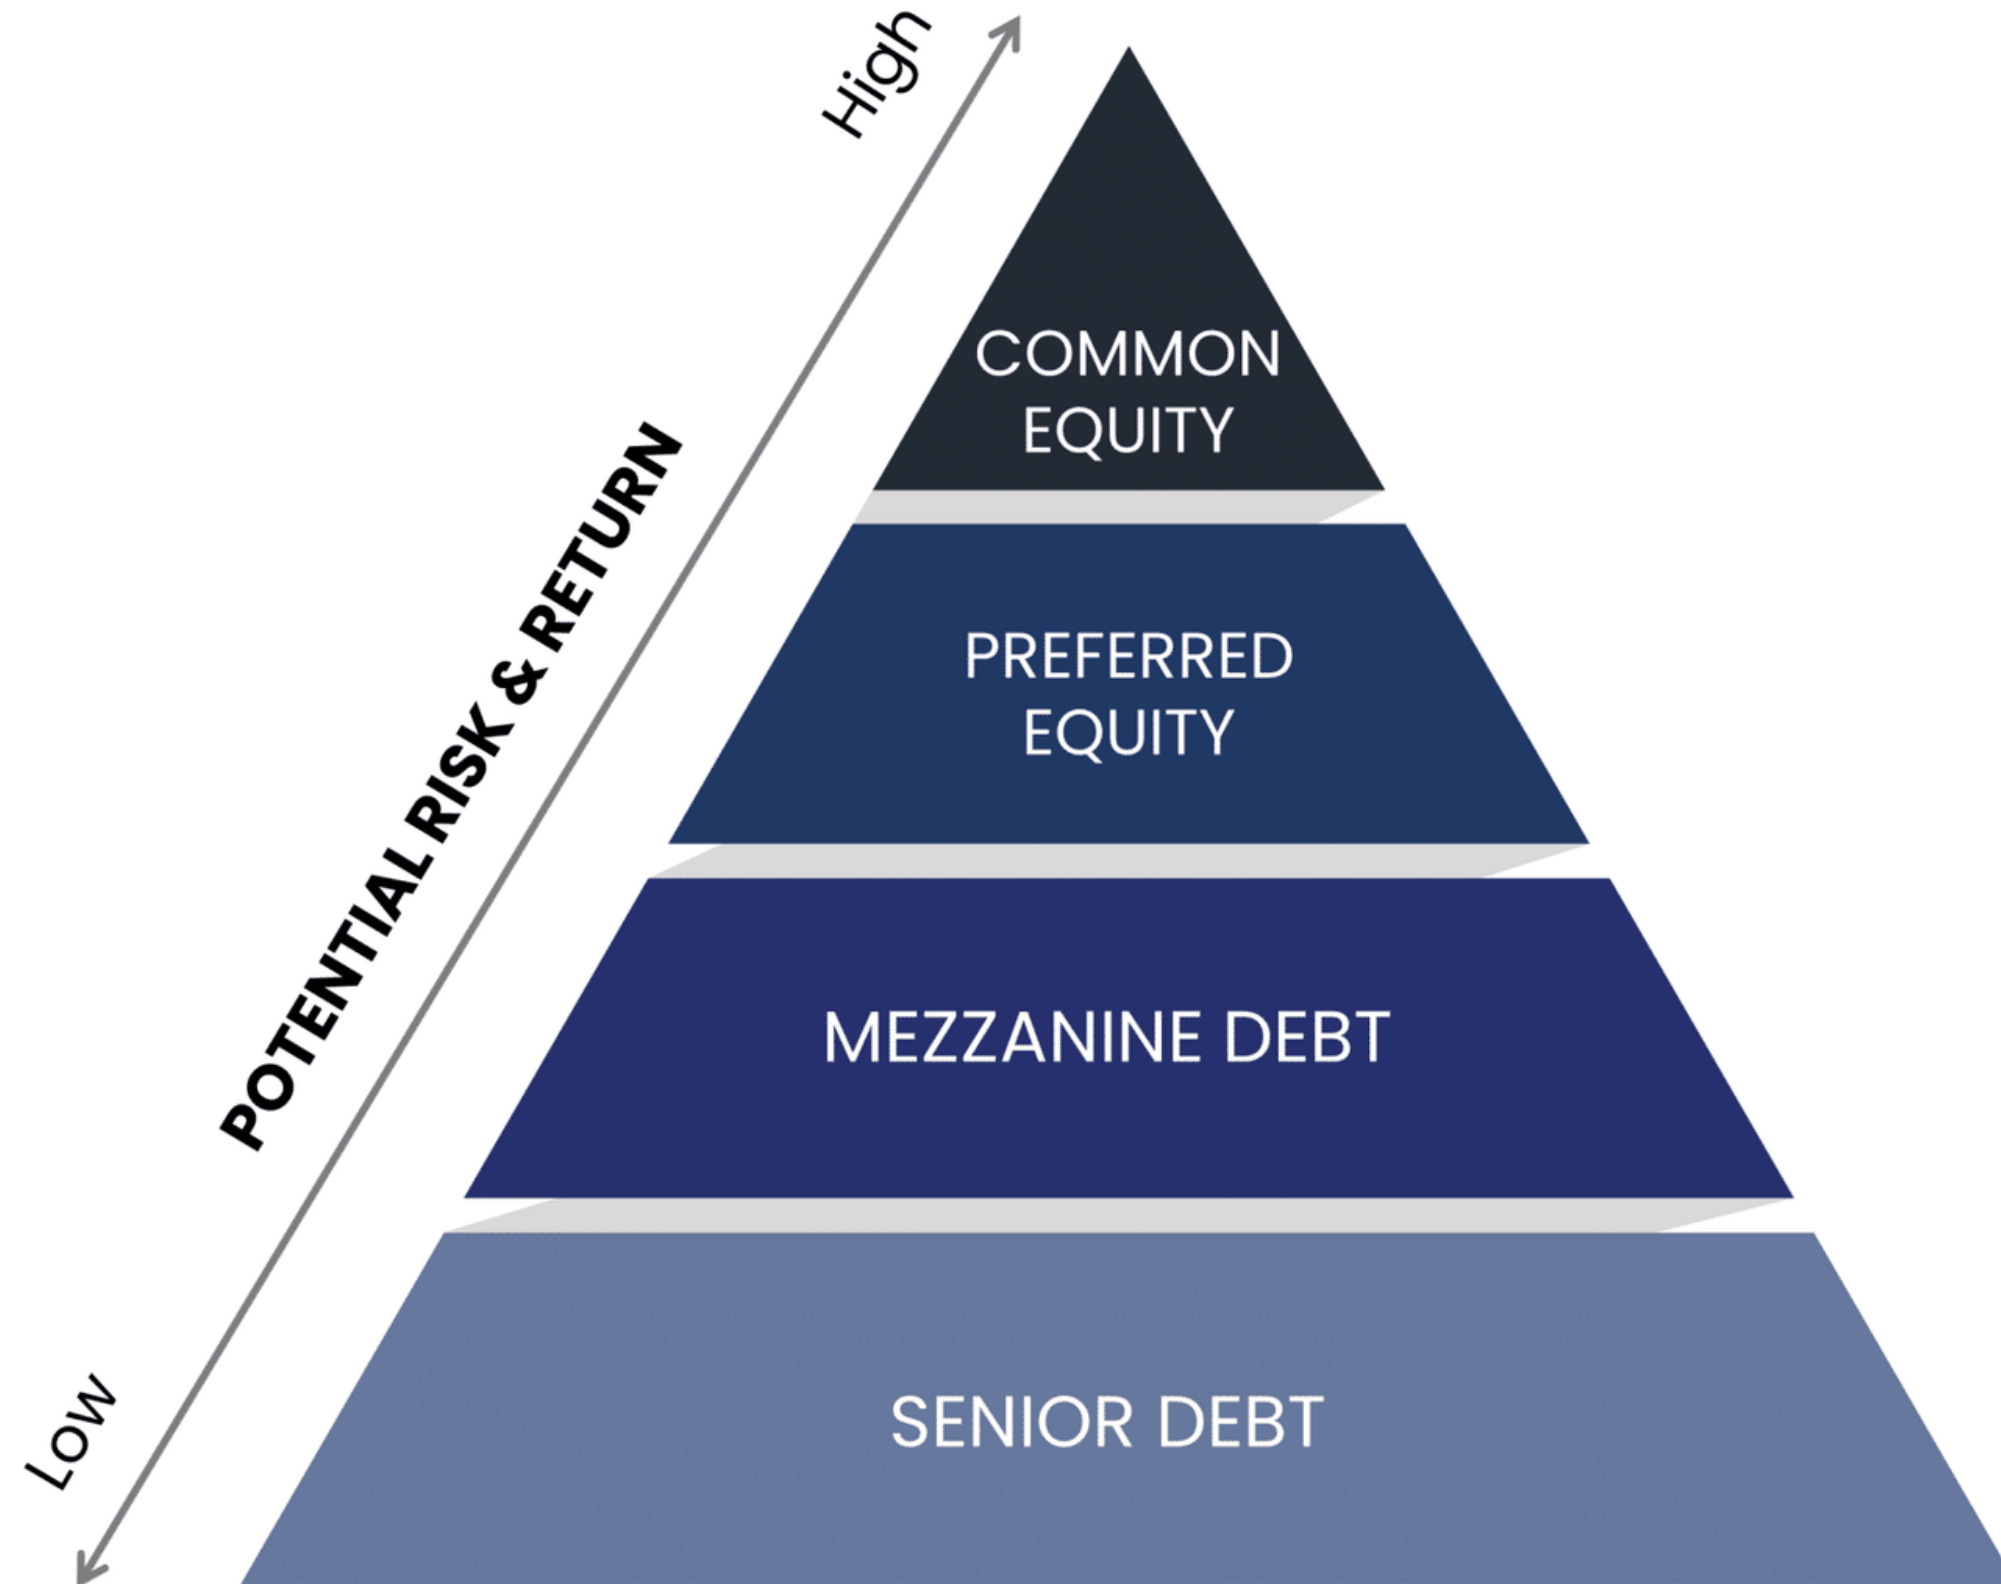 High
COMMON
EQUITY
POTENTIAL RISK & RETURN
PREFERRED
EQUITY
MEZZANINE DEBT
Low
SENIOR DEBT